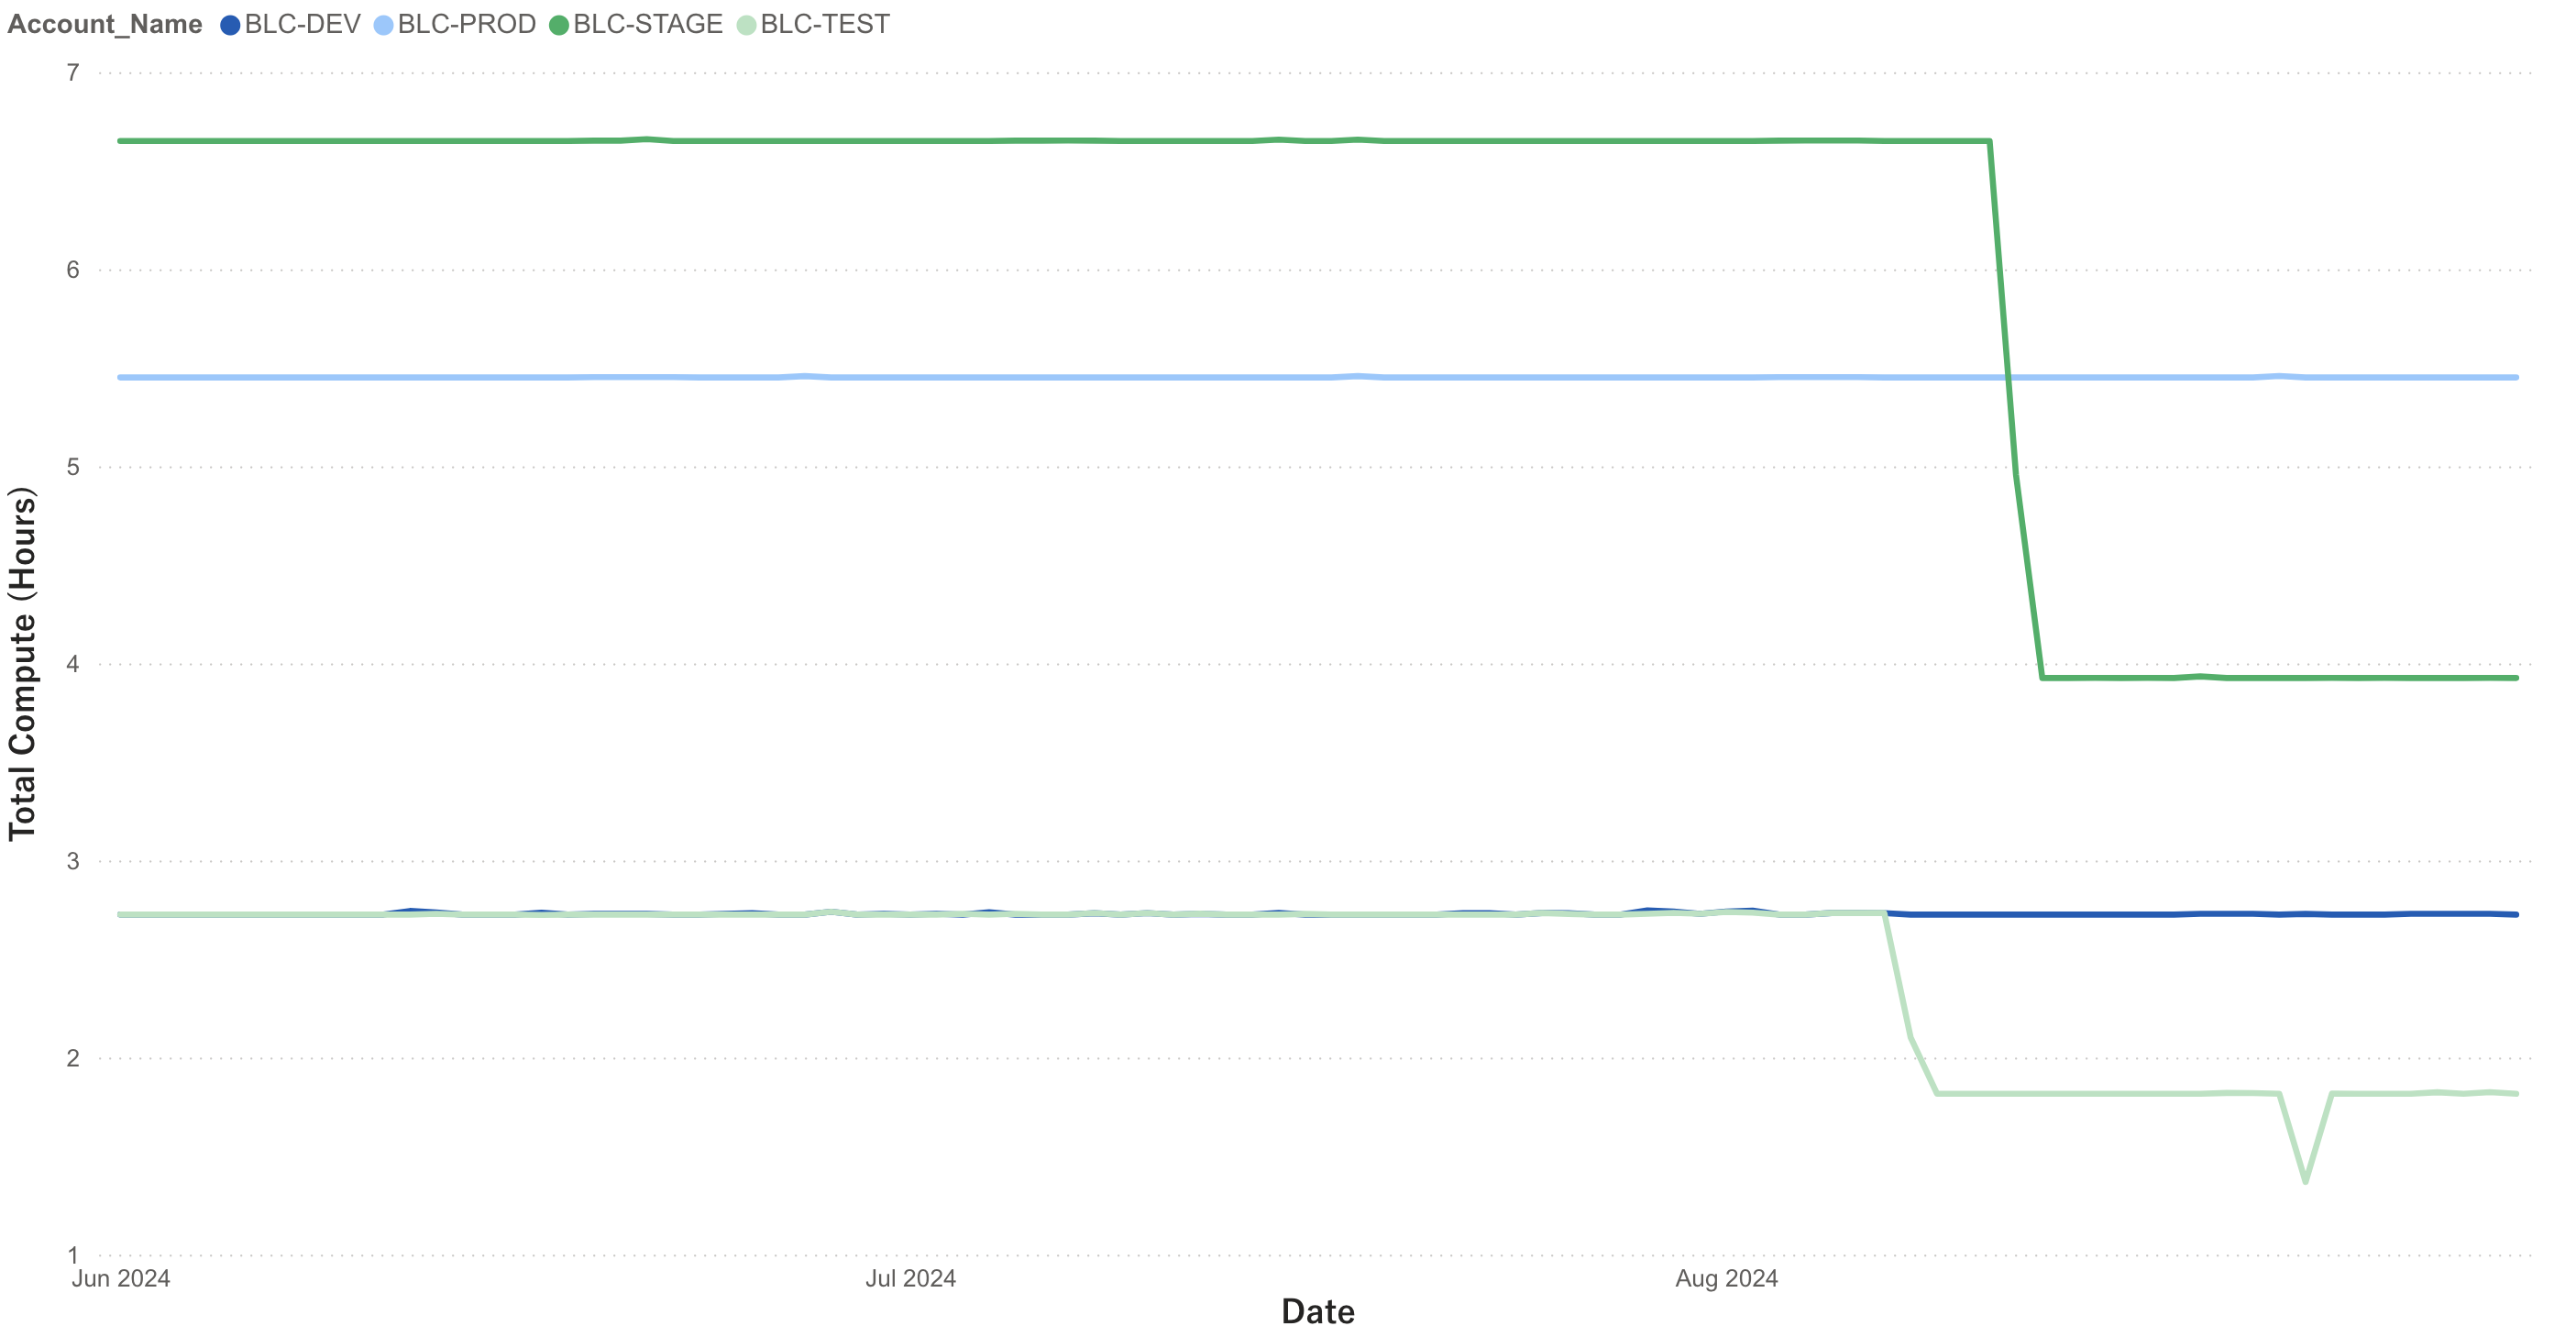 Account_Name BLC-DEV BLC-PROD BLC-STAGE BLC-TEST
7
6
5
4
3
2
1
Total Compute (Hours)
Jun 2024 Jul 2024 Aug 2024
Date